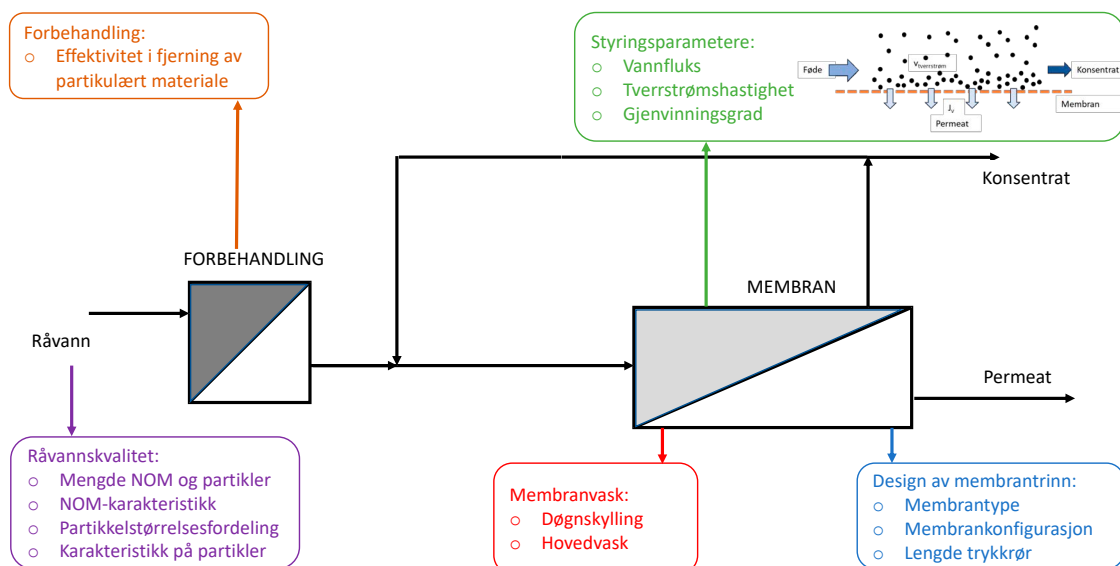 Forbehandling:
o Effektivitet i fjerning av
partikulært materiale
Styringsparametere:
o Vannfluks
o Tverrstrømshastighet
o Gjenvinningsgrad
Føde
Vtverrstrøm
Konsentrat
Membran
Jv
Permeat
Konsentrat
FORBEHANDLING
MEMBRAN
Råvann
Permeat
Råvannskvalitet:
o Mengde NOM og partikler
o NOM-karakteristikk
o Partikkelstørrelsesfordeling
o Karakteristikk på partikler
Membranvask:
o Døgnskylling
o Hovedvask
Design av membrantrinn:
o Membrantype
o Membrankonfigurasjon
o Lengde trykkrør